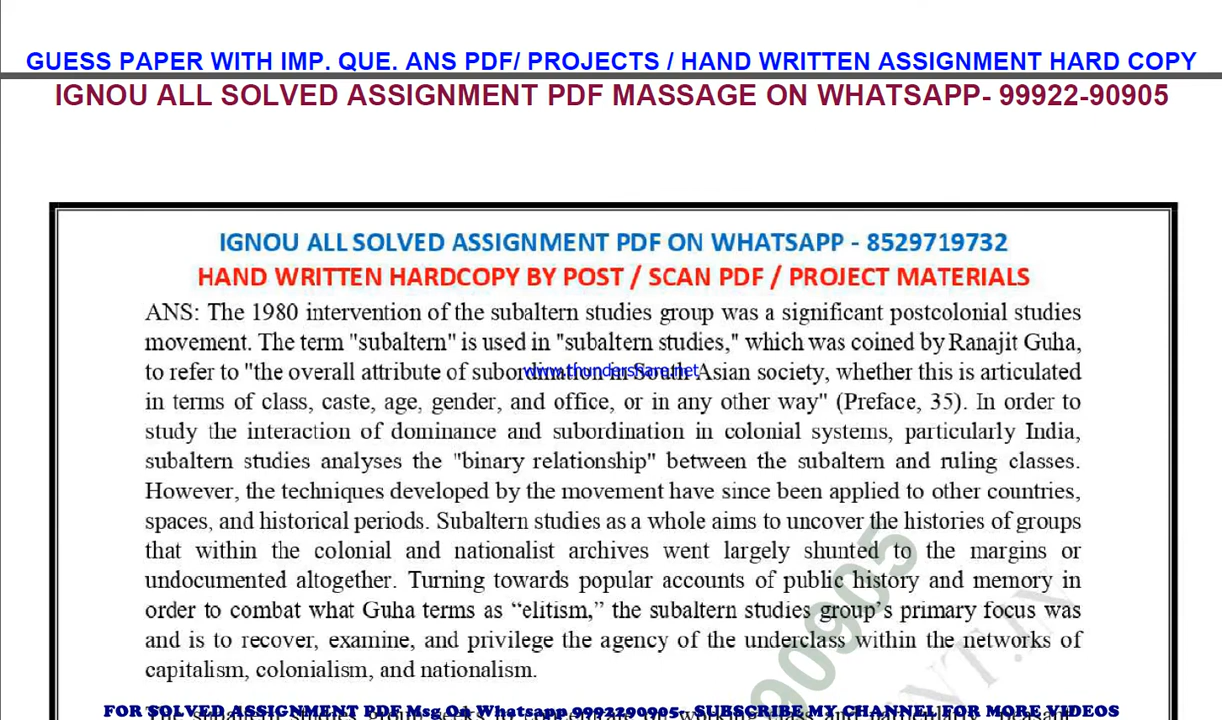 GUESS PAPER WITH IMP. QUE. ANS PDF/ PROJECTS / HAND WRITTEN ASSIGNMENT HARD COPY
IGNOU ALL SOLVED ASSIGNMENT PDF MASSAGE ON WHATSAPP- 99922-90905
IGNOU ALL SOLVED ASSIGNMENT PDF ON WHATSAPP - 8529719732
HAND WRITTEN HARDCOPY BY POST / SCAN PDF / PROJECT MATERIALS
ANS: The 1980 intervention of the subaltern studies group was a significant postcolonial studies
movement. The term "subaltern" is used in "subaltern studies," which was coined by Ranajit Guha,
to refer to "the overall attribute of subordination in South Asian society, whether this is articulated
www.thundershare.net
in terms of class, caste, age, gender, and office, or in any other way" (Preface, 35). In order to
study the interaction of dominance and subordination in colonial systems, particularly India,
subaltern studies analyses the "binary relationship" between the subaltern and ruling classes.
However, the techniques developed by the movement have since been applied to other countries,
spaces, and historical periods. Subaltern studies as a whole aims to uncover the histories of groups
that within the colonial and nationalist archives went largely shunted to the margins or
undocumented altogether. Turning towards popular accounts of public history and memory in
order to combat what Guha terms as “elitism,” the subaltern studies group’s primary focus was
and is to recover, examine, and privilege the agency of the underclass within the networks of
capitalism, colonialism, and nationalism.
90905
FOR SOLVED ASSIGNMENT PDF Msg On Whatsapp 9992290905- SUBSCRIBE MY CHANNEL FOR MORE VIDEOS